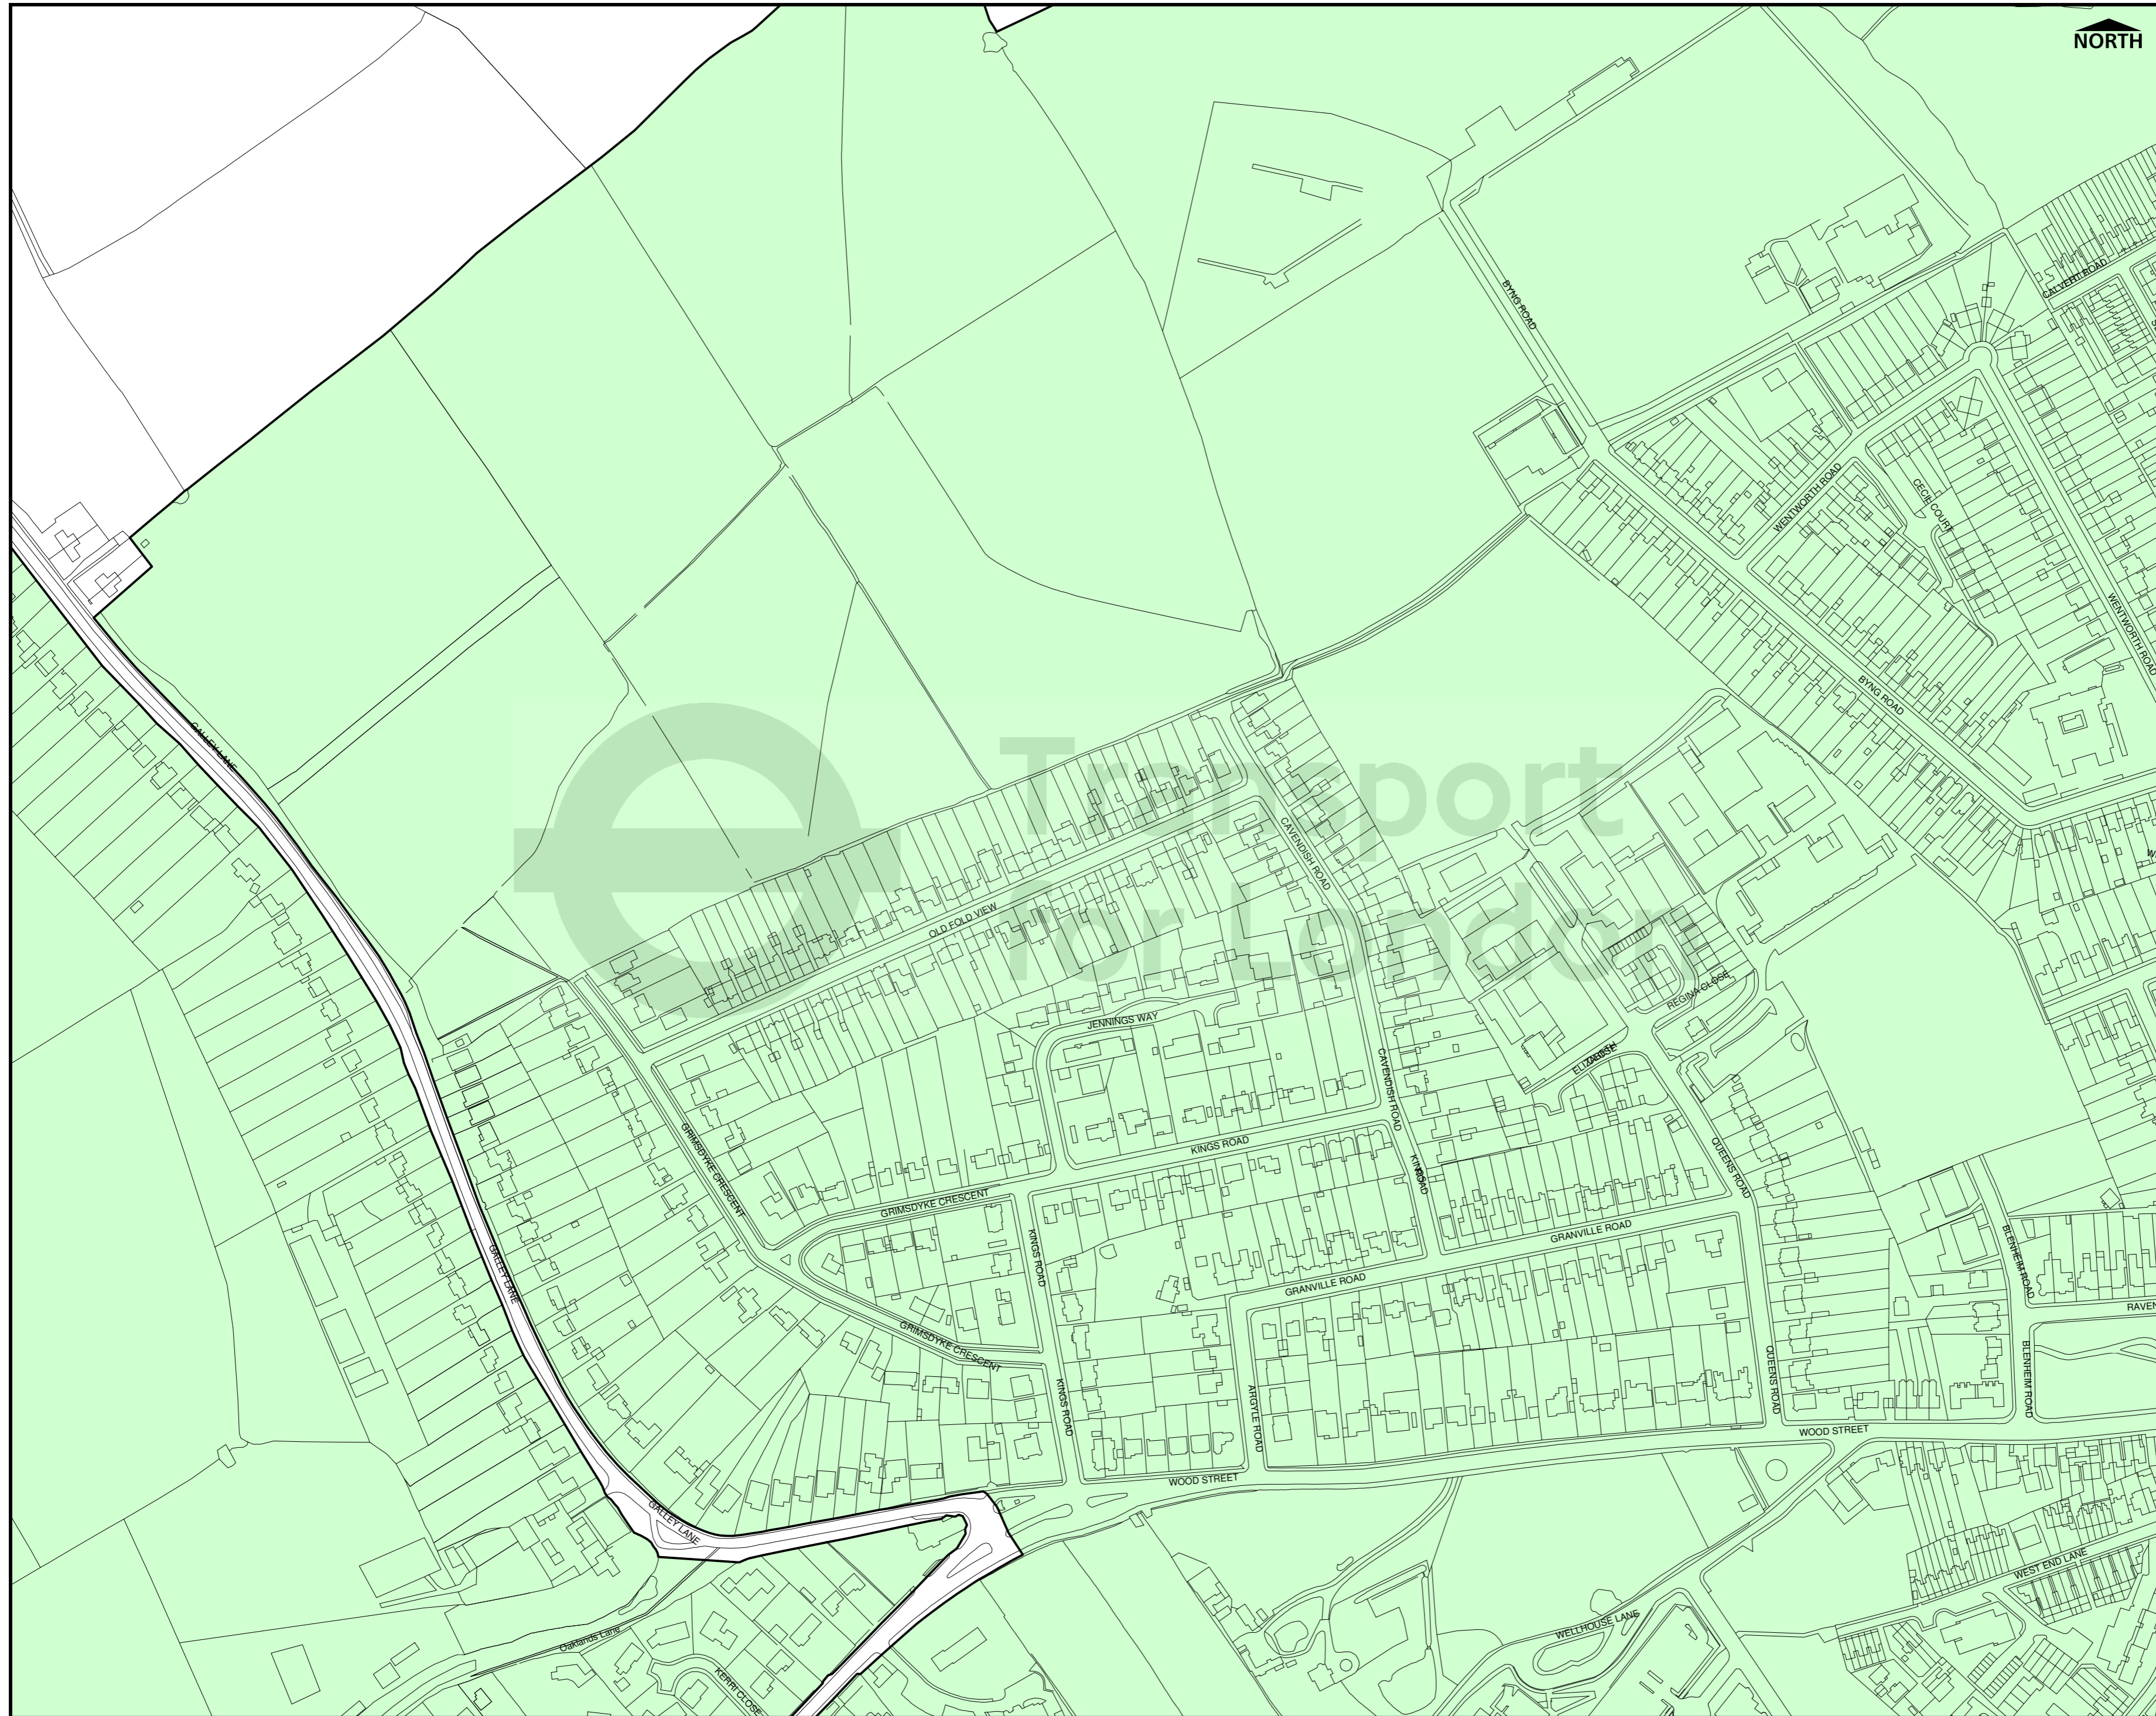 NORTH
CALVERT ROAD
BYNG ROAD
WENTWORTH ROAD
CECIL COURT
WENTWORTH ROAD
BYNG ROAD
GALLEY LANE
Transport
for London
CAVENDISH ROAD
OLD FOLD VIEW
REGINA CLOSE
JENNINGS WAY
ELIZABETH
CLOSE
CAVENDISH ROAD
GRIMSDYKE CRESCENT
KINGS ROAD
QUEENS ROAD
KINGS
ROAD
GRIMSDYKE CRESCENT
KINGS ROAD
GRANVILLE ROAD
BLENHEIM ROAD
GALLEY LANE
GRANVILLE ROAD
RAVEN
GRIMSDYKE CRESCENT
QUEENS ROAD
BLENHEIM ROAD
KINGS ROAD
ARGYLE ROAD
WOOD STREET
WOOD STREET
GALLEY LANE
WEST END LANE
WELLHOUSE LANE
Oaklands Lane
KERRI CLOSE